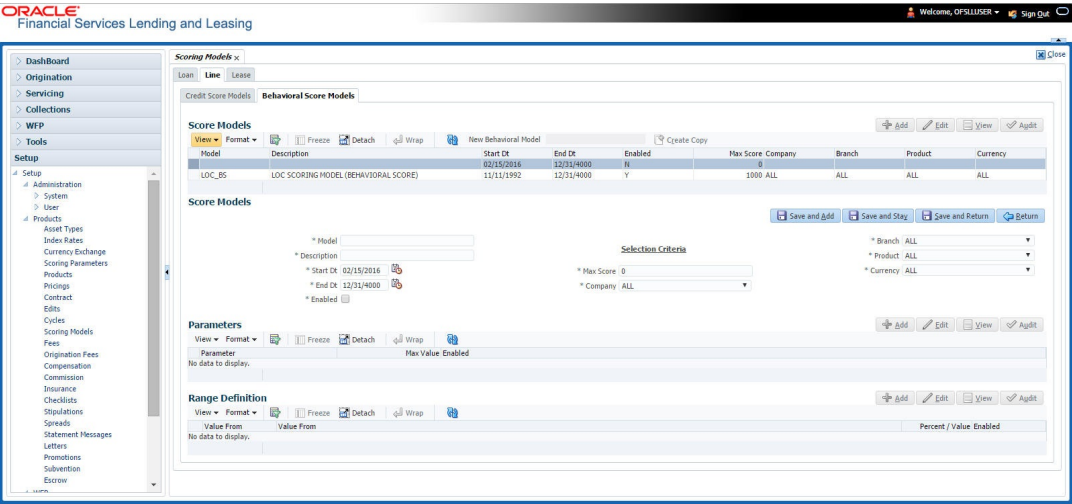 ORACLE
Financial Services Lending and Leasing
Welcome, OFSLLUSER
Sign Out
Close
DashBoard
Origination
Servicing
Collections
WFP
Tools
Setup
Setup
Administration
System
User
Products
Asset Types
Index Rates
Currency Exchange
Scoring Parameters
Products
Pricings
Contract
Edits
Cycles
Scoring Models
Fees
Origination Fees
Compensation
Commission
Insurance
Checklists
Stipulations
Spreads
Statement Messages
Letters
Promotions
Subvention
Escrow
WFP
Scoring Models x
Loan Line Lease
Credit Score Models Behavioral Score Models
Score Models
Add Edit View Audit
View Format Freeze Detach Wrap New Behavioral Model Create Copy
Model Description Start Dt End Dt Enabled Max Score Company Branch Product Currency
02/15/2016 12/31/4000 N 0
LOC_BS LOC SCORING MODEL (BEHAVIORAL SCORE) 11/11/1992 12/31/4000 Y 1000 ALL ALL ALL ALL
Score Models
Save and Add Save and Stay Save and Return Return
* Model
* Description
* Start Dt 02/15/2016
* End Dt 12/31/4000
* Enabled
Selection Criteria
* Max Score 0
* Company ALL
* Branch ALL
* Product ALL
* Currency ALL
Parameters
Add Edit View Audit
View Format Freeze Detach Wrap
Parameter Max Value Enabled
No data to display.
Range Definition
Add Edit View Audit
View Format Freeze Detach Wrap
Value From Value From Percent / Value Enabled
No data to display.